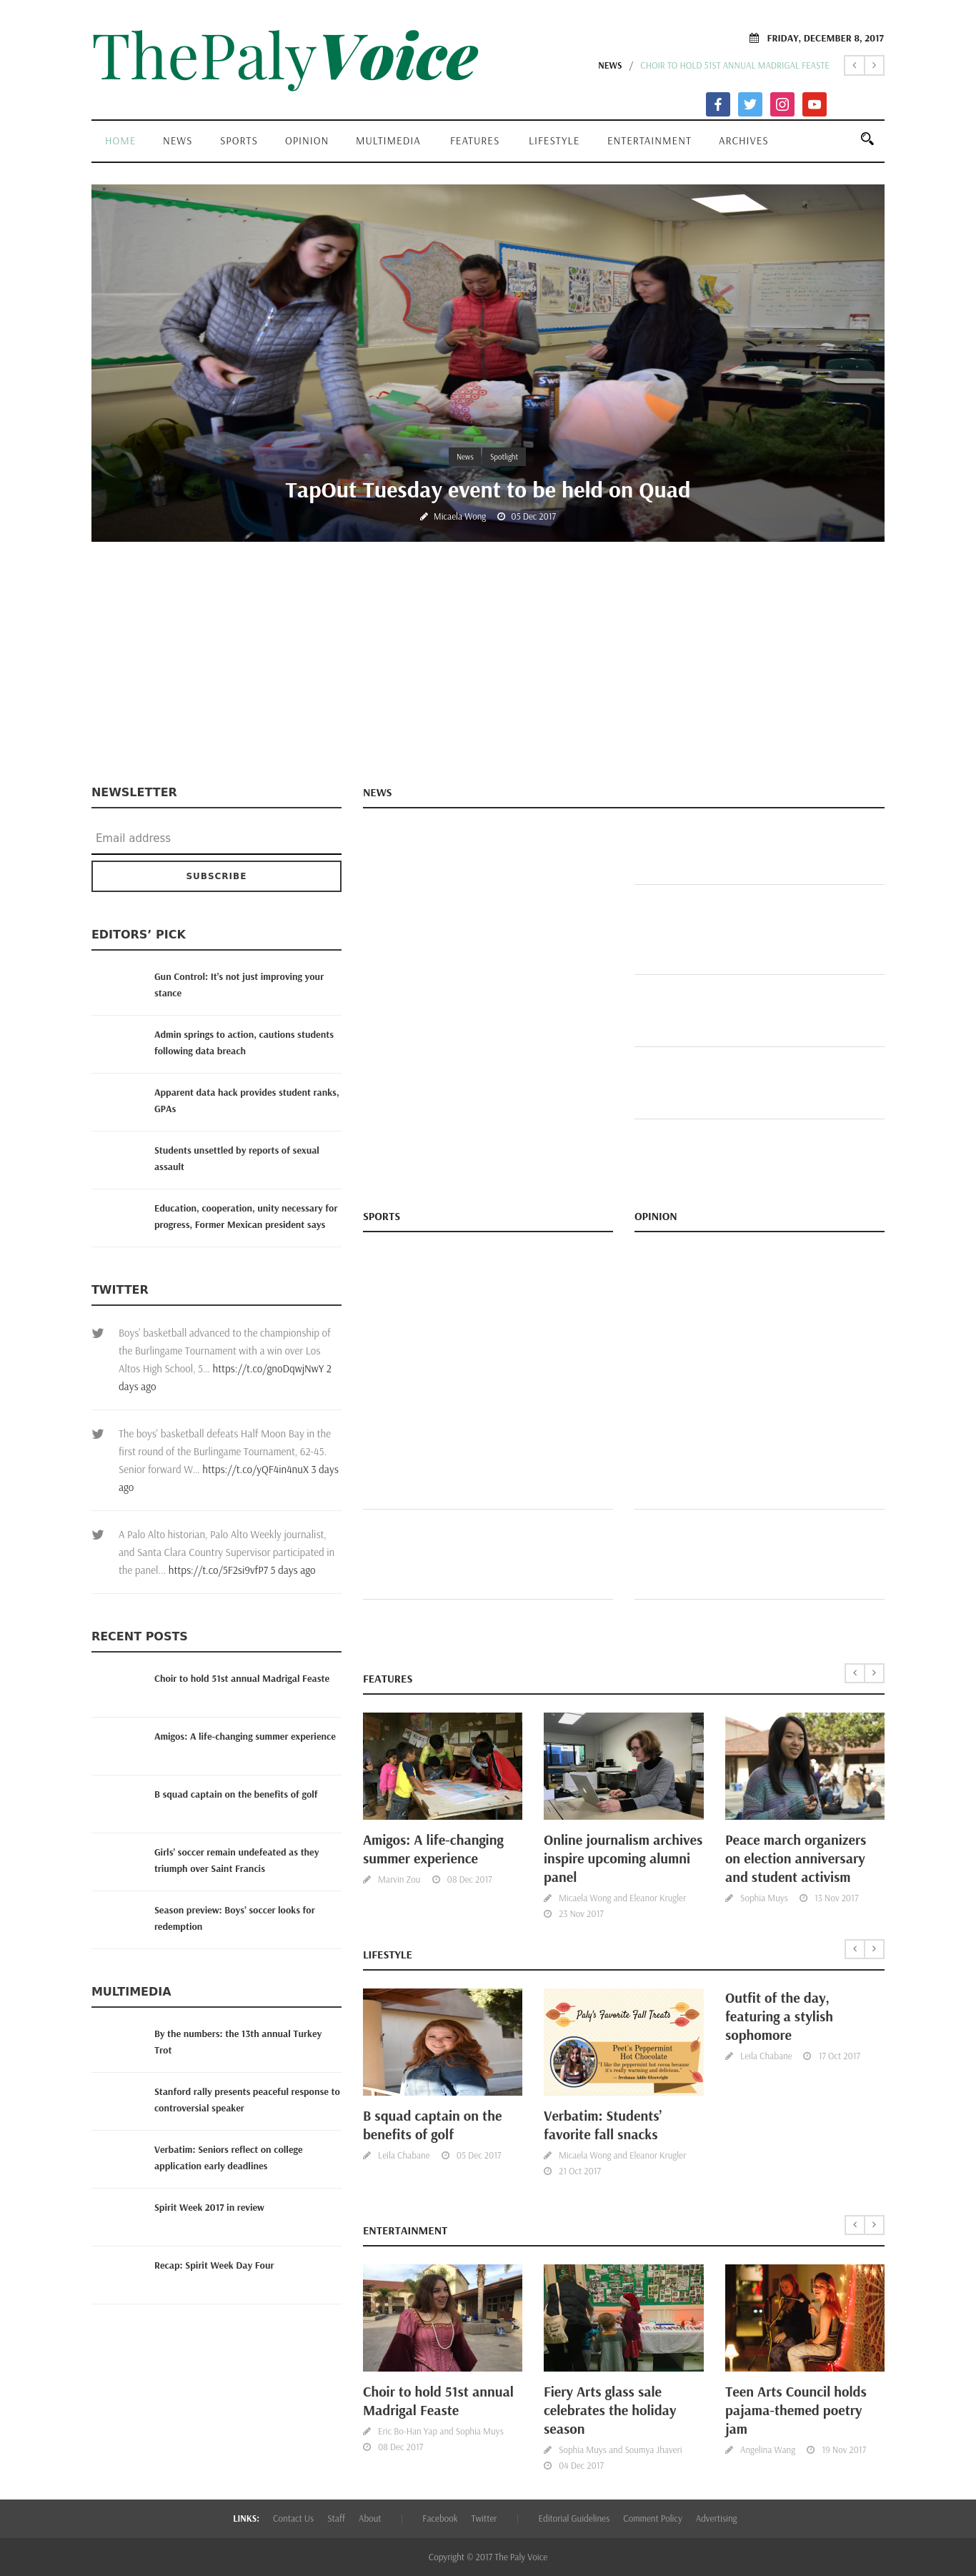 ThePalyVoice
FRIDAY, DECEMBER 8, 2017
NEWS / CHOIR TO HOLD 51ST ANNUAL MADRIGAL FEASTE
HOME NEWS SPORTS OPINION MULTIMEDIA FEATURES LIFESTYLE ENTERTAINMENT ARCHIVES
News Spotlight
TapOut Tuesday event to be held on Quad
Micaela Wong 05 Dec 2017
NEWSLETTER
Email address
SUBSCRIBE
EDITORS’ PICK
Gun Control: It's not just improving your
stance
Admin springs to action, cautions students
following data breach
Apparent data hack provides student ranks,
GPAs
Students unsettled by reports of sexual
assault
Education, cooperation, unity necessary for
progress, Former Mexican president says
TWITTER
Boys' basketball advanced to the championship of
the Burlingame Tournament with a win over Los
Altos High School, 5... https://t.co/gnoDqwjNwY 2
days ago
The boys' basketball defeats Half Moon Bay in the
first round of the Burlingame Tournament, 62-45.
Senior forward W... https://t.co/yQF4in4nuX 3 days
ago
A Palo Alto historian, Palo Alto Weekly journalist,
and Santa Clara Country Supervisor participated in
the panel... https://t.co/5F2si9vfP7 5 days ago
RECENT POSTS
Choir to hold 51st annual Madrigal Feaste
Amigos: A life-changing summer experience
B squad captain on the benefits of golf
Girls' soccer remain undefeated as they
triumph over Saint Francis
Season preview: Boys' soccer looks for
redemption
MULTIMEDIA
By the numbers: the 13th annual Turkey
Trot
Stanford rally presents peaceful response to
controversial speaker
Verbatim: Seniors reflect on college
application early deadlines
Spirit Week 2017 in review
Recap: Spirit Week Day Four
NEWS
SPORTS
OPINION
FEATURES
Amigos: A life-changing
summer experience
Marvin Zou 08 Dec 2017
Online journalism archives
inspire upcoming alumni
panel
Micaela Wong and Eleanor Krugler
23 Nov 2017
Peace march organizers
on election anniversary
and student activism
Sophia Muys 13 Nov 2017
LIFESTYLE
B squad captain on the
benefits of golf
Leila Chabane 05 Dec 2017
Paly's Favorite Fall Treats
Peet's Peppermint
Hot Chocolate
Verbatim: Students’
favorite fall snacks
Micaela Wong and Eleanor Krugler
21 Oct 2017
Outfit of the day,
featuring a stylish
sophomore
Leila Chabane 17 Oct 2017
ENTERTAINMENT
Choir to hold 51st annual
Madrigal Feaste
Eric Bo-Han Yap and Sophia Muys
08 Dec 2017
Fiery Arts glass sale
celebrates the holiday
season
Sophia Muys and Soumya Jhaveri
04 Dec 2017
Teen Arts Council holds
pajama-themed poetry
jam
Angelina Wang 19 Nov 2017
LINKS: Contact Us Staff About | Facebook Twitter | Editorial Guidelines Comment Policy Advertising
Copyright © 2017 The Paly Voice